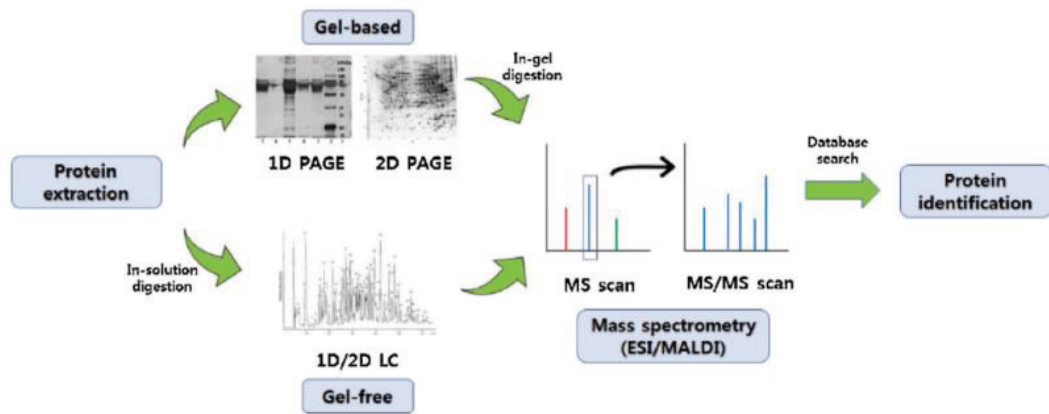 Gel-based
In-gel
digestion
1D PAGE
2D PAGE
Protein
extraction
Database
search
Protein
identification
In-solution
digestion
MS scan
MS/MS scan
Mass spectrometry
(ESI/MALDI)
1D/2D LC
Gel-free